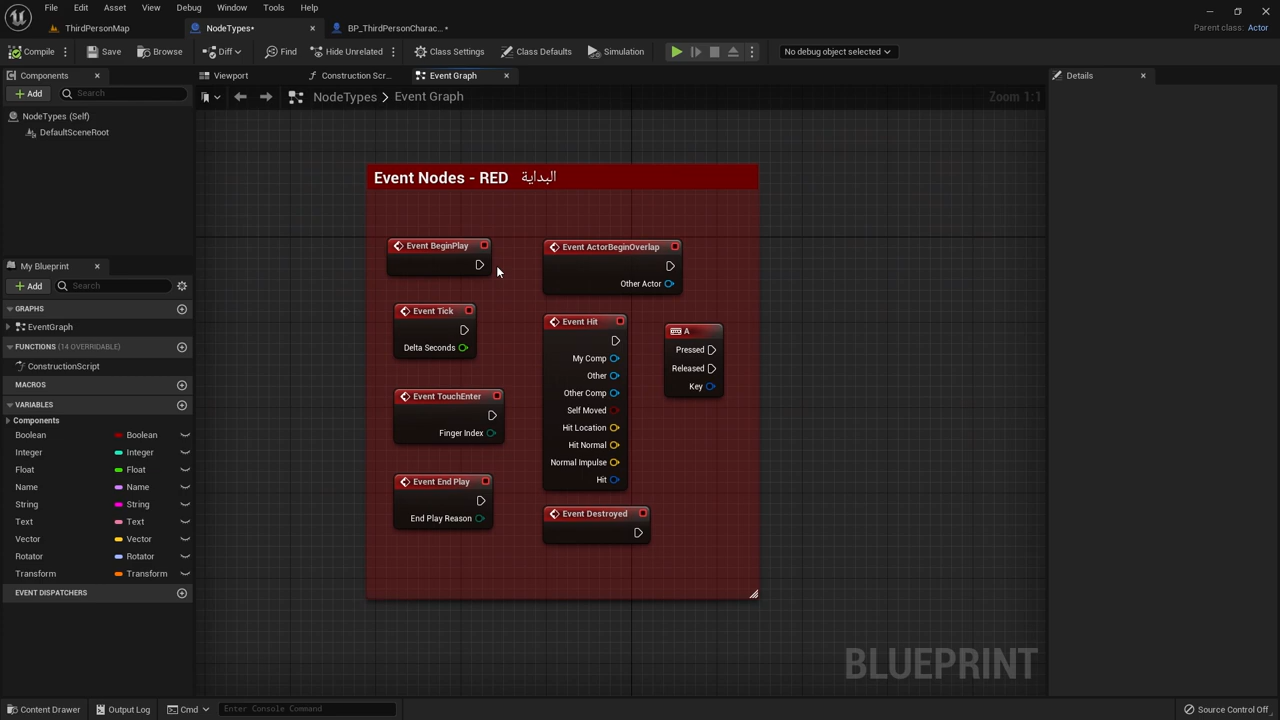 File Edit Asset View Debug Window Tools Help
ThirdPersonMap NodeTypes* BP_ThirdPersonCharac...*
Parent class: Actor
Compile Save Browse Diff Find Hide Unrelated Class Settings Class Defaults Simulation No debug object selected
Components
Add Search
NodeTypes (Self)
DefaultSceneRoot
My Blueprint
Add Search
GRAPHS
EventGraph
FUNCTIONS (14 OVERRIDABLE)
ConstructionScript
MACROS
VARIABLES
Components
Boolean Boolean
Integer Integer
Float Float
Name Name
String String
Text Text
Vector Vector
Rotator Rotator
Transform Transform
EVENT DISPATCHERS
Viewport Construction Scr... Event Graph
NodeTypes > Event Graph
Zoom 1:1
Event Nodes - RED البداية
Event BeginPlay
Event Tick
Delta Seconds
Event TouchEnter
Finger Index
Event End Play
End Play Reason
Event ActorBeginOverlap
Other Actor
Event Hit
My Comp
Other
Other Comp
Self Moved
Hit Location
Hit Normal
Normal Impulse
Hit
Event Destroyed
A
Pressed
Released
Key
BLUEPRINT
Details
Content Drawer Output Log Cmd Enter Console Command Source Control Off